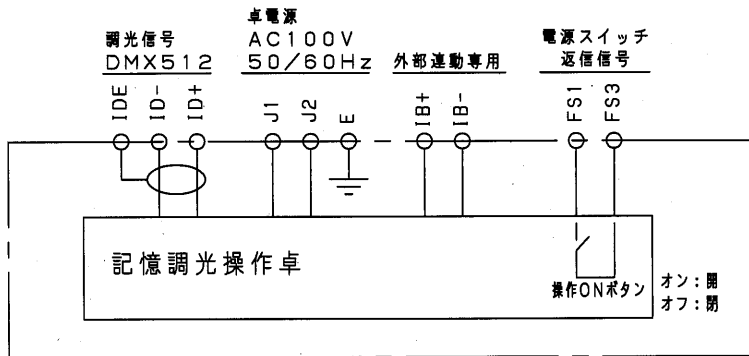 調光信号
DMX512
卓電源
AC100V
50/60Hz
外部連動専用
電源スイッチ
返信信号
IDE
ID-
ID+
J1
J2
E
IB+
IB-
FS1
FS3
記憶調光操作卓
操作ONボタン
オン:開
オフ:閉